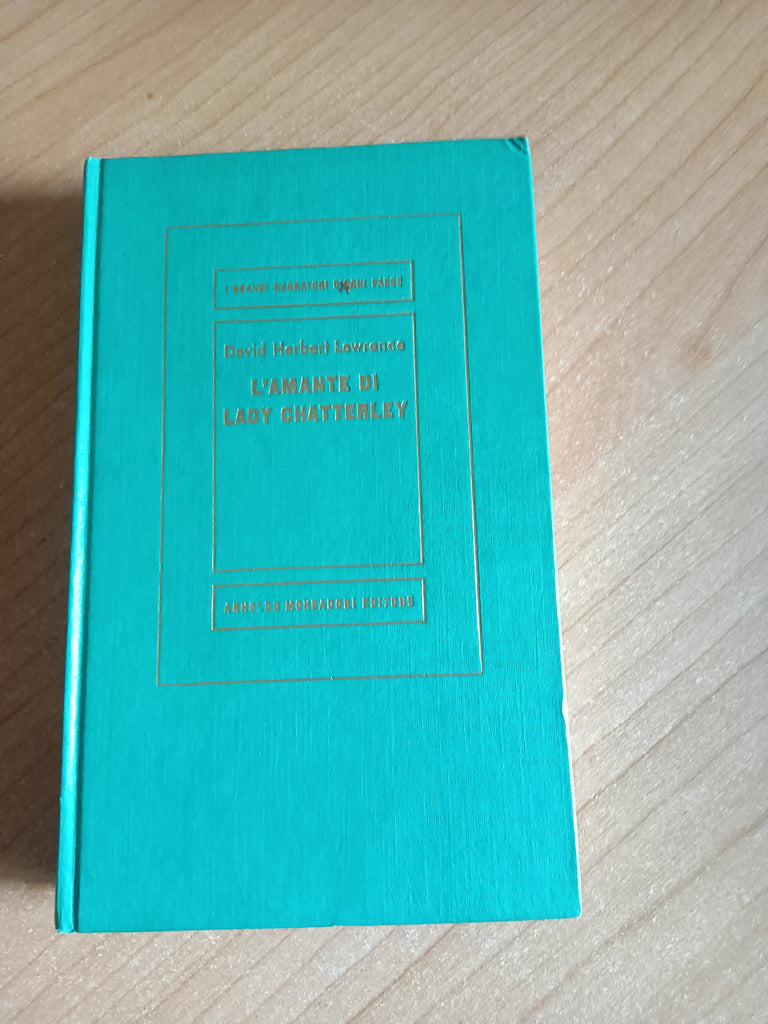 I GRANDI NARRATORI D'OGNI PAESE
David Herbert Lawrence
L'AMANTE DI
LADY CHATTERLEY
ARNOLDO MONDADORI EDITORE